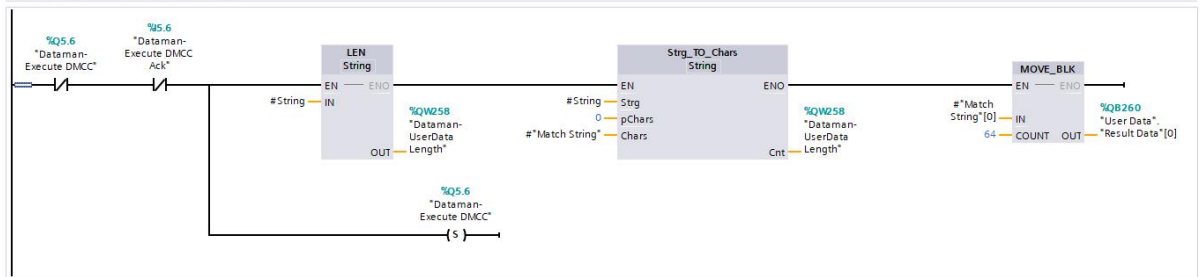 %Q5.6
"Dataman-
Execute DMCC"
%I5.6
"Dataman-
Execute DMCC
Ack"
LEN
String
EN
ENO
#String
IN
OUT
%QW258
"Dataman-
UserData
Length"
Strg_TO_Chars
String
EN
ENO
#String
Strg
0
pChars
#"Match String"
Chars
Cnt
%QW258
"Dataman-
UserData
Length"
MOVE_BLK
EN
ENO
#"Match
String"[0]
IN
64
COUNT
OUT
%QB260
"User Data".
"Result Data"[0]
%Q5.6
"Dataman-
Execute DMCC"
S